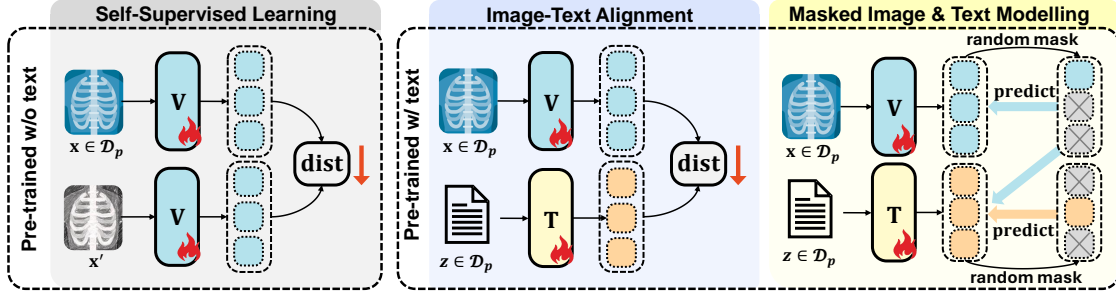 Self-Supervised Learning
Pre-trained w/o text
x ∈ 𝒟ₚ
V
x′
V
dist
Image-Text Alignment
Pre-trained w/ text
x ∈ 𝒟ₚ
V
z ∈ 𝒟ₚ
T
dist
Masked Image & Text Modelling
random mask
x ∈ 𝒟ₚ
V
predict
z ∈ 𝒟ₚ
T
predict
random mask